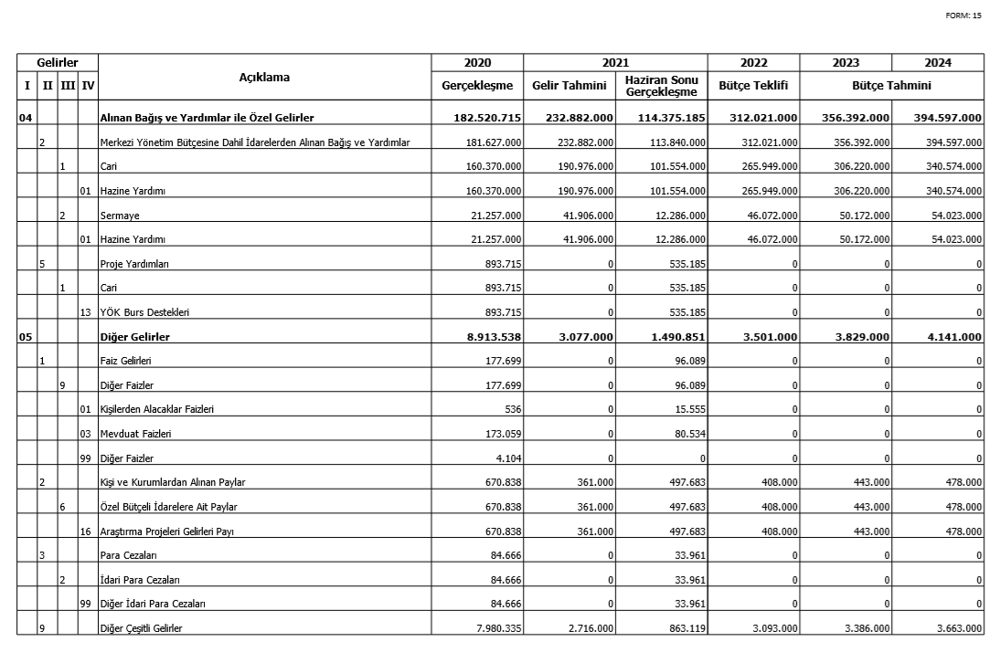 FORM: 15
Gelirler Açıklama 2020 2021 2022 2023 2024
I II III IV Gerçekleşme Gelir Tahmini Haziran Sonu Gerçekleşme Bütçe Teklifi Bütçe Tahmini
04 Alınan Bağış ve Yardımlar ile Özel Gelirler 182.520.715 232.882.000 114.375.185 312.021.000 356.392.000 394.597.000
2 Merkezi Yönetim Bütçesine Dahil İdarelerden Alınan Bağış ve Yardımlar 181.627.000 232.882.000 113.840.000 312.021.000 356.392.000 394.597.000
1 Cari 160.370.000 190.976.000 101.554.000 265.949.000 306.220.000 340.574.000
01 Hazine Yardımı 160.370.000 190.976.000 101.554.000 265.949.000 306.220.000 340.574.000
2 Sermaye 21.257.000 41.906.000 12.286.000 46.072.000 50.172.000 54.023.000
01 Hazine Yardımı 21.257.000 41.906.000 12.286.000 46.072.000 50.172.000 54.023.000
5 Proje Yardımları 893.715 0 535.185 0 0 0
1 Cari 893.715 0 535.185 0 0 0
13 YÖK Burs Destekleri 893.715 0 535.185 0 0 0
05 Diğer Gelirler 8.913.538 3.077.000 1.490.851 3.501.000 3.829.000 4.141.000
1 Faiz Gelirleri 177.699 0 96.089 0 0 0
9 Diğer Faizler 177.699 0 96.089 0 0 0
01 Kişilerden Alacaklar Faizleri 536 0 15.555 0 0 0
03 Mevduat Faizleri 173.059 0 80.534 0 0 0
99 Diğer Faizler 4.104 0 0 0 0 0
2 Kişi ve Kurumlardan Alınan Paylar 670.838 361.000 497.683 408.000 443.000 478.000
6 Özel Bütçeli İdarelere Ait Paylar 670.838 361.000 497.683 408.000 443.000 478.000
16 Araştırma Projeleri Gelirleri Payı 670.838 361.000 497.683 408.000 443.000 478.000
3 Para Cezaları 84.666 0 33.961 0 0 0
2 İdari Para Cezaları 84.666 0 33.961 0 0 0
99 Diğer İdari Para Cezaları 84.666 0 33.961 0 0 0
9 Diğer Çeşitli Gelirler 7.980.335 2.716.000 863.119 3.093.000 3.386.000 3.663.000